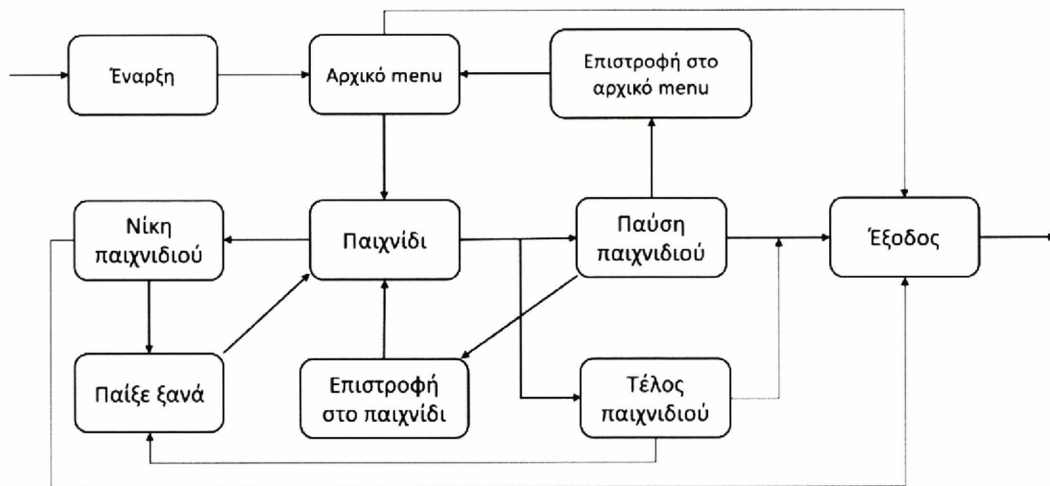 Έναρξη
Αρχικό menu
Επιστροφή στο
αρχικό menu
Νίκη
παιχνιδιού
Παιχνίδι
Παύση
παιχνιδιού
Έξοδος
Παίξε ξανά
Επιστροφή
στο παιχνίδι
Τέλος
παιχνιδιού